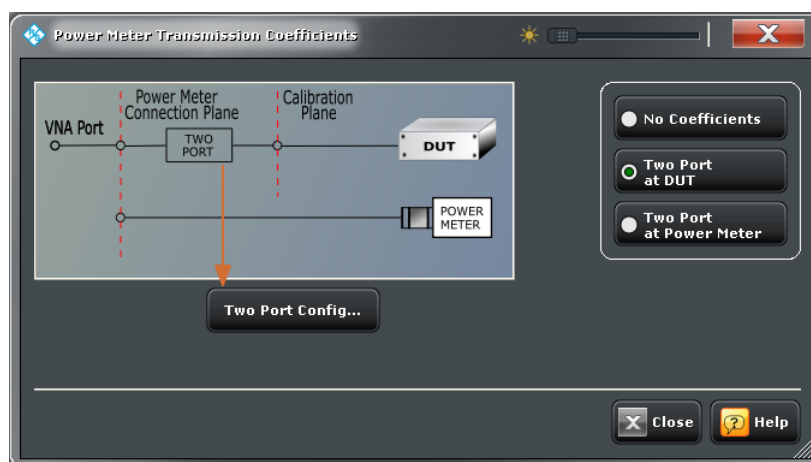 Power Meter Transmission Coefficients
Power Meter
Connection Plane
Calibration
Plane
VNA Port
TWO
PORT
DUT
POWER
METER
Two Port Config...
No Coefficients
Two Port
at DUT
Two Port
at Power Meter
Close
Help